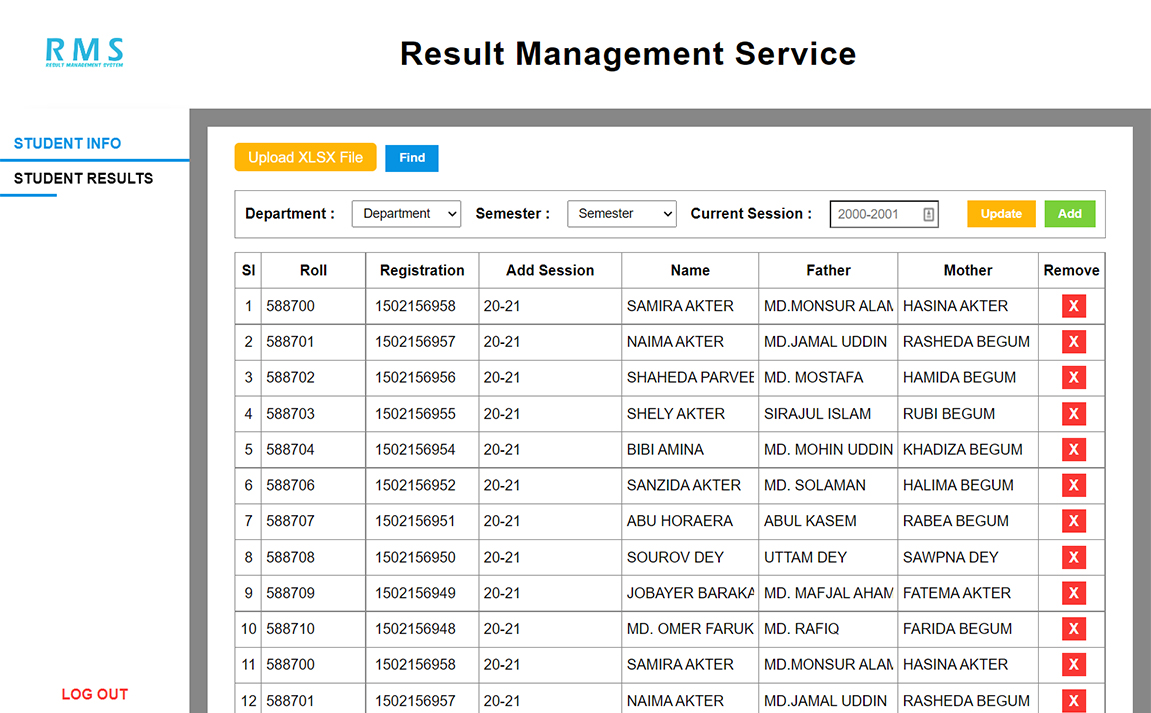 RMS
RESULT MANAGEMENT SYSTEM
Result Management Service
STUDENT INFO
STUDENT RESULTS
LOG OUT
Upload XLSX File Find
Department : Department Semester : Semester Current Session : 2000-2001 Update Add
Sl Roll Registration Add Session Name Father Mother Remove
1 588700 1502156958 20-21 SAMIRA AKTER MD.MONSUR ALAM HASINA AKTER X
2 588701 1502156957 20-21 NAIMA AKTER MD.JAMAL UDDIN RASHEDA BEGUM X
3 588702 1502156956 20-21 SHAHEDA PARVEE MD. MOSTAFA HAMIDA BEGUM X
4 588703 1502156955 20-21 SHELY AKTER SIRAJUL ISLAM RUBI BEGUM X
5 588704 1502156954 20-21 BIBI AMINA MD. MOHIN UDDIN KHADIZA BEGUM X
6 588706 1502156952 20-21 SANZIDA AKTER MD. SOLAMAN HALIMA BEGUM X
7 588707 1502156951 20-21 ABU HORAERA ABUL KASEM RABEA BEGUM X
8 588708 1502156950 20-21 SOUROV DEY UTTAM DEY SAWPNA DEY X
9 588709 1502156949 20-21 JOBAYER BARAKA MD. MAFJAL AHAM FATEMA AKTER X
10 588710 1502156948 20-21 MD. OMER FARUK MD. RAFIQ FARIDA BEGUM X
11 588700 1502156958 20-21 SAMIRA AKTER MD.MONSUR ALAM HASINA AKTER X
12 588701 1502156957 20-21 NAIMA AKTER MD.JAMAL UDDIN RASHEDA BEGUM X